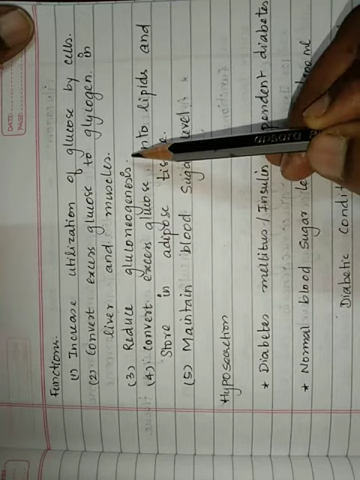 DATE:
PAGE:
Functions.
(1) Increase utilization of glucose by cells.
(2) Convert excess glucose to glycogen in
liver and muscles.
(3) Reduce gluconeogenesis.
(4) Convert excess glucose into lipids and
Store in adipose tissue.
(5) Maintain blood sugar level
Hyposecretion
* Diabetes mellitus / Insulin dependent diabetes
* Normal blood sugar
Diabetic